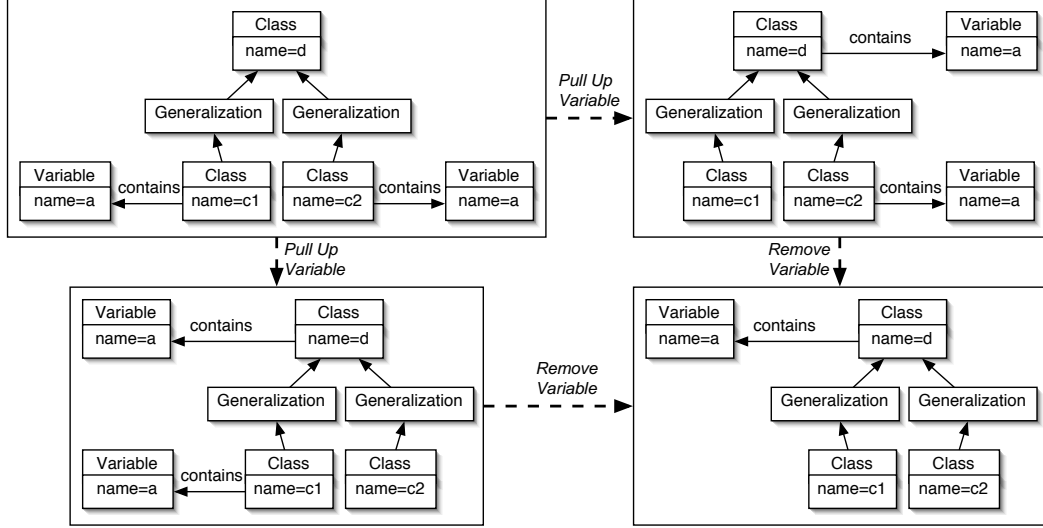 Class
name=d
Generalization Generalization
Variable
name=a
contains
Class
name=c1
Class
name=c2
contains
Variable
name=a
Pull Up
Variable
Class
name=d
contains
Variable
name=a
Generalization Generalization
Class
name=c1
Class
name=c2
contains
Variable
name=a
Pull Up
Variable
Remove
Variable
Variable
name=a
contains
Class
name=d
Generalization Generalization
Variable
name=a
contains
Class
name=c1
Class
name=c2
Remove
Variable
Variable
name=a
contains
Class
name=d
Generalization Generalization
Class
name=c1
Class
name=c2